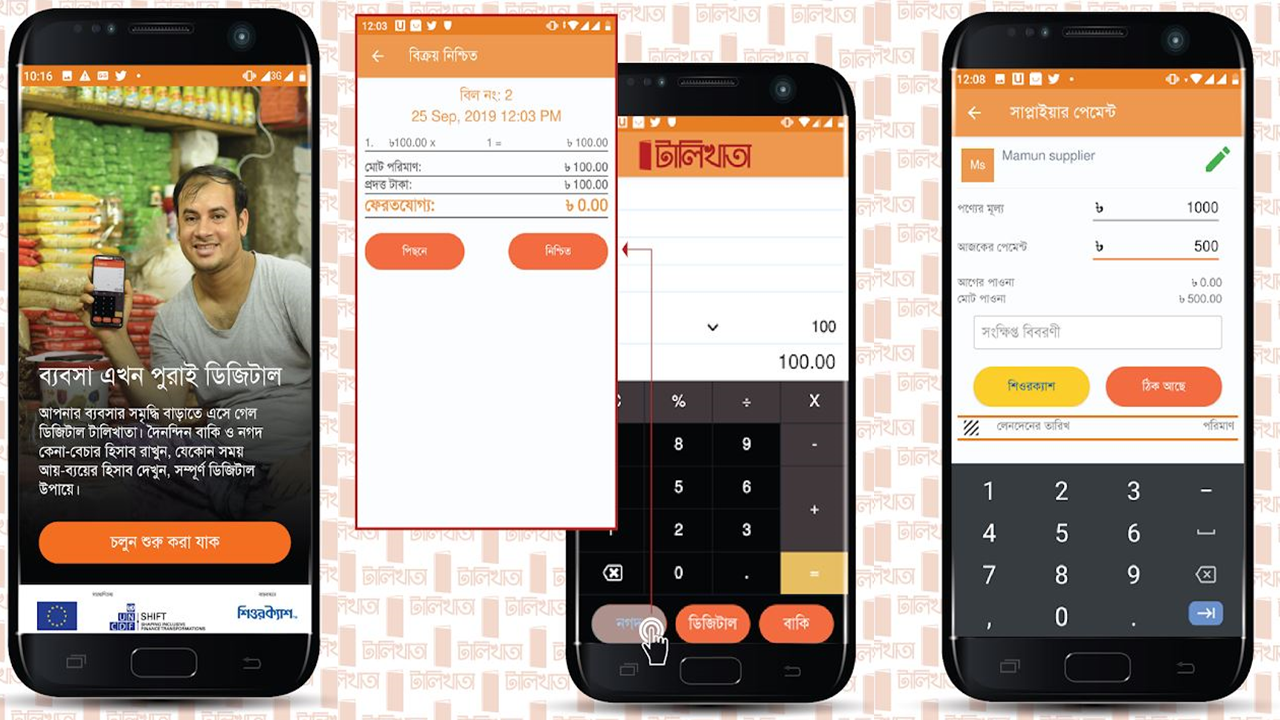 10:16
3G
ব্যবসা এখন পুরাই ডিজিটাল
আপনার ব্যবসার সমৃদ্ধি বাড়াতে এসে গেল
ডিজিটাল টালিখাতা। দৈনন্দিন বাকি ও নগদ
কেনা-বেচার হিসাব রাখুন, যেকোন সময়
আয়-ব্যয়ের হিসাব দেখুন, সম্পূর্ণ ডিজিটাল
উপায়ে।
চলুন শুরু করা যাক
UN
CDF
SHIFT
SHAPING INCLUSIVE
FINANCE TRANSFORMATIONS
শিওরক্যাশ
12:03
বিক্রয় নিশ্চিত
বিল নং: 2
25 Sep, 2019 12:03 PM
1. ৳100.00 x 1 = ৳ 100.00
মোট পরিমাণ: ৳ 100.00
প্রদত্ত টাকা: ৳ 100.00
ফেরতযোগ্য: ৳ 0.00
পিছনে নিশ্চিত
টালিখাতা
100
100.00
% ÷ X
8 9 -
5 6
+
2 3
0 . =
নগদ ডিজিটাল বাকি
12:08
সাপ্লাইয়ার পেমেন্ট
Ms Mamun supplier
পণ্যের মূল্য ৳ 1000
আজকের পেমেন্ট ৳ 500
আগের পাওনা ৳ 0.00
মোট পাওনা ৳ 500.00
সংক্ষিপ্ত বিবরণী
শিওরক্যাশ ঠিক আছে
লেনদেনের তারিখ পরিমাণ
1 2 3 -
4 5 6
7 8 9
, 0 .